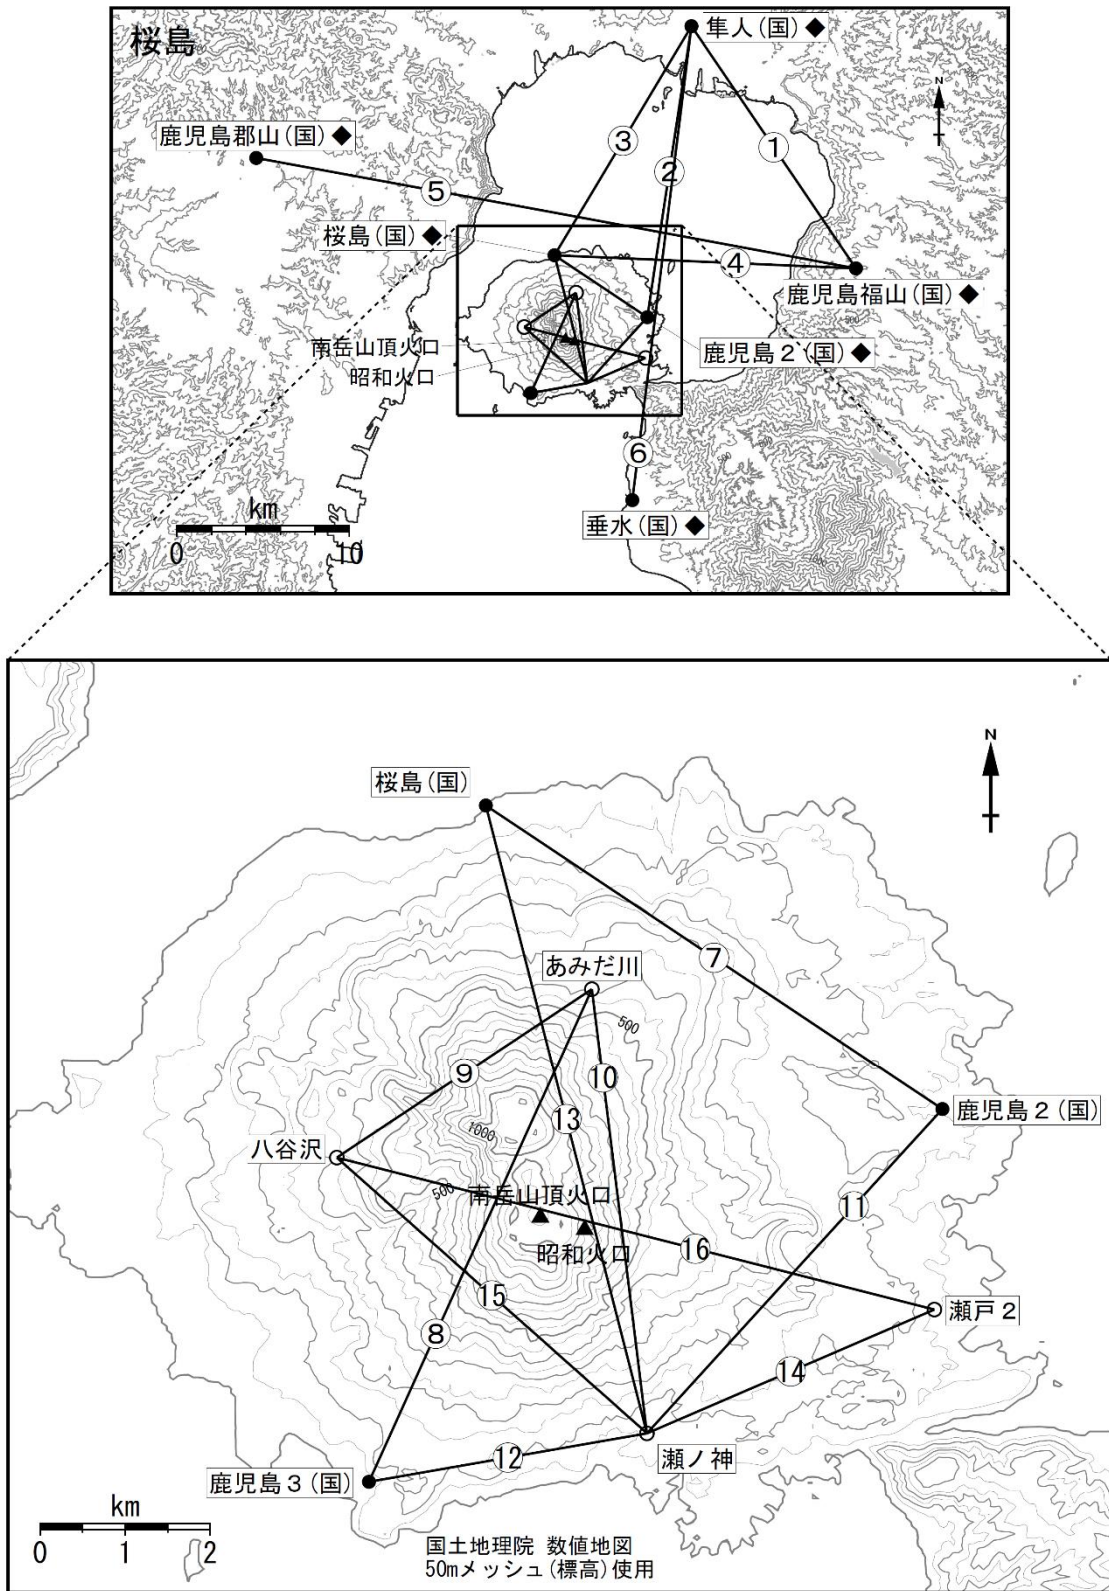 桜島
隼人(国)◆
N
鹿児島郡山(国)◆
③
①
②
⑤
桜島(国)◆
④
鹿児島福山(国)◆
500
鹿児島2(国)◆
南岳山頂火口
昭和火口
⑥
500
km
0 10
垂水(国)◆
N
桜島(国)
⑦
あみだ川
500
⑨
⑩
⑬
1000
鹿児島2(国)
八谷沢
500
南岳山頂火口
⑪
昭和火口
⑯
⑮
瀬戸2
⑧
⑭
⑫
瀬ノ神
鹿児島3(国)
km
0 1 2
国土地理院 数値地図
50mメッシュ(標高)使用